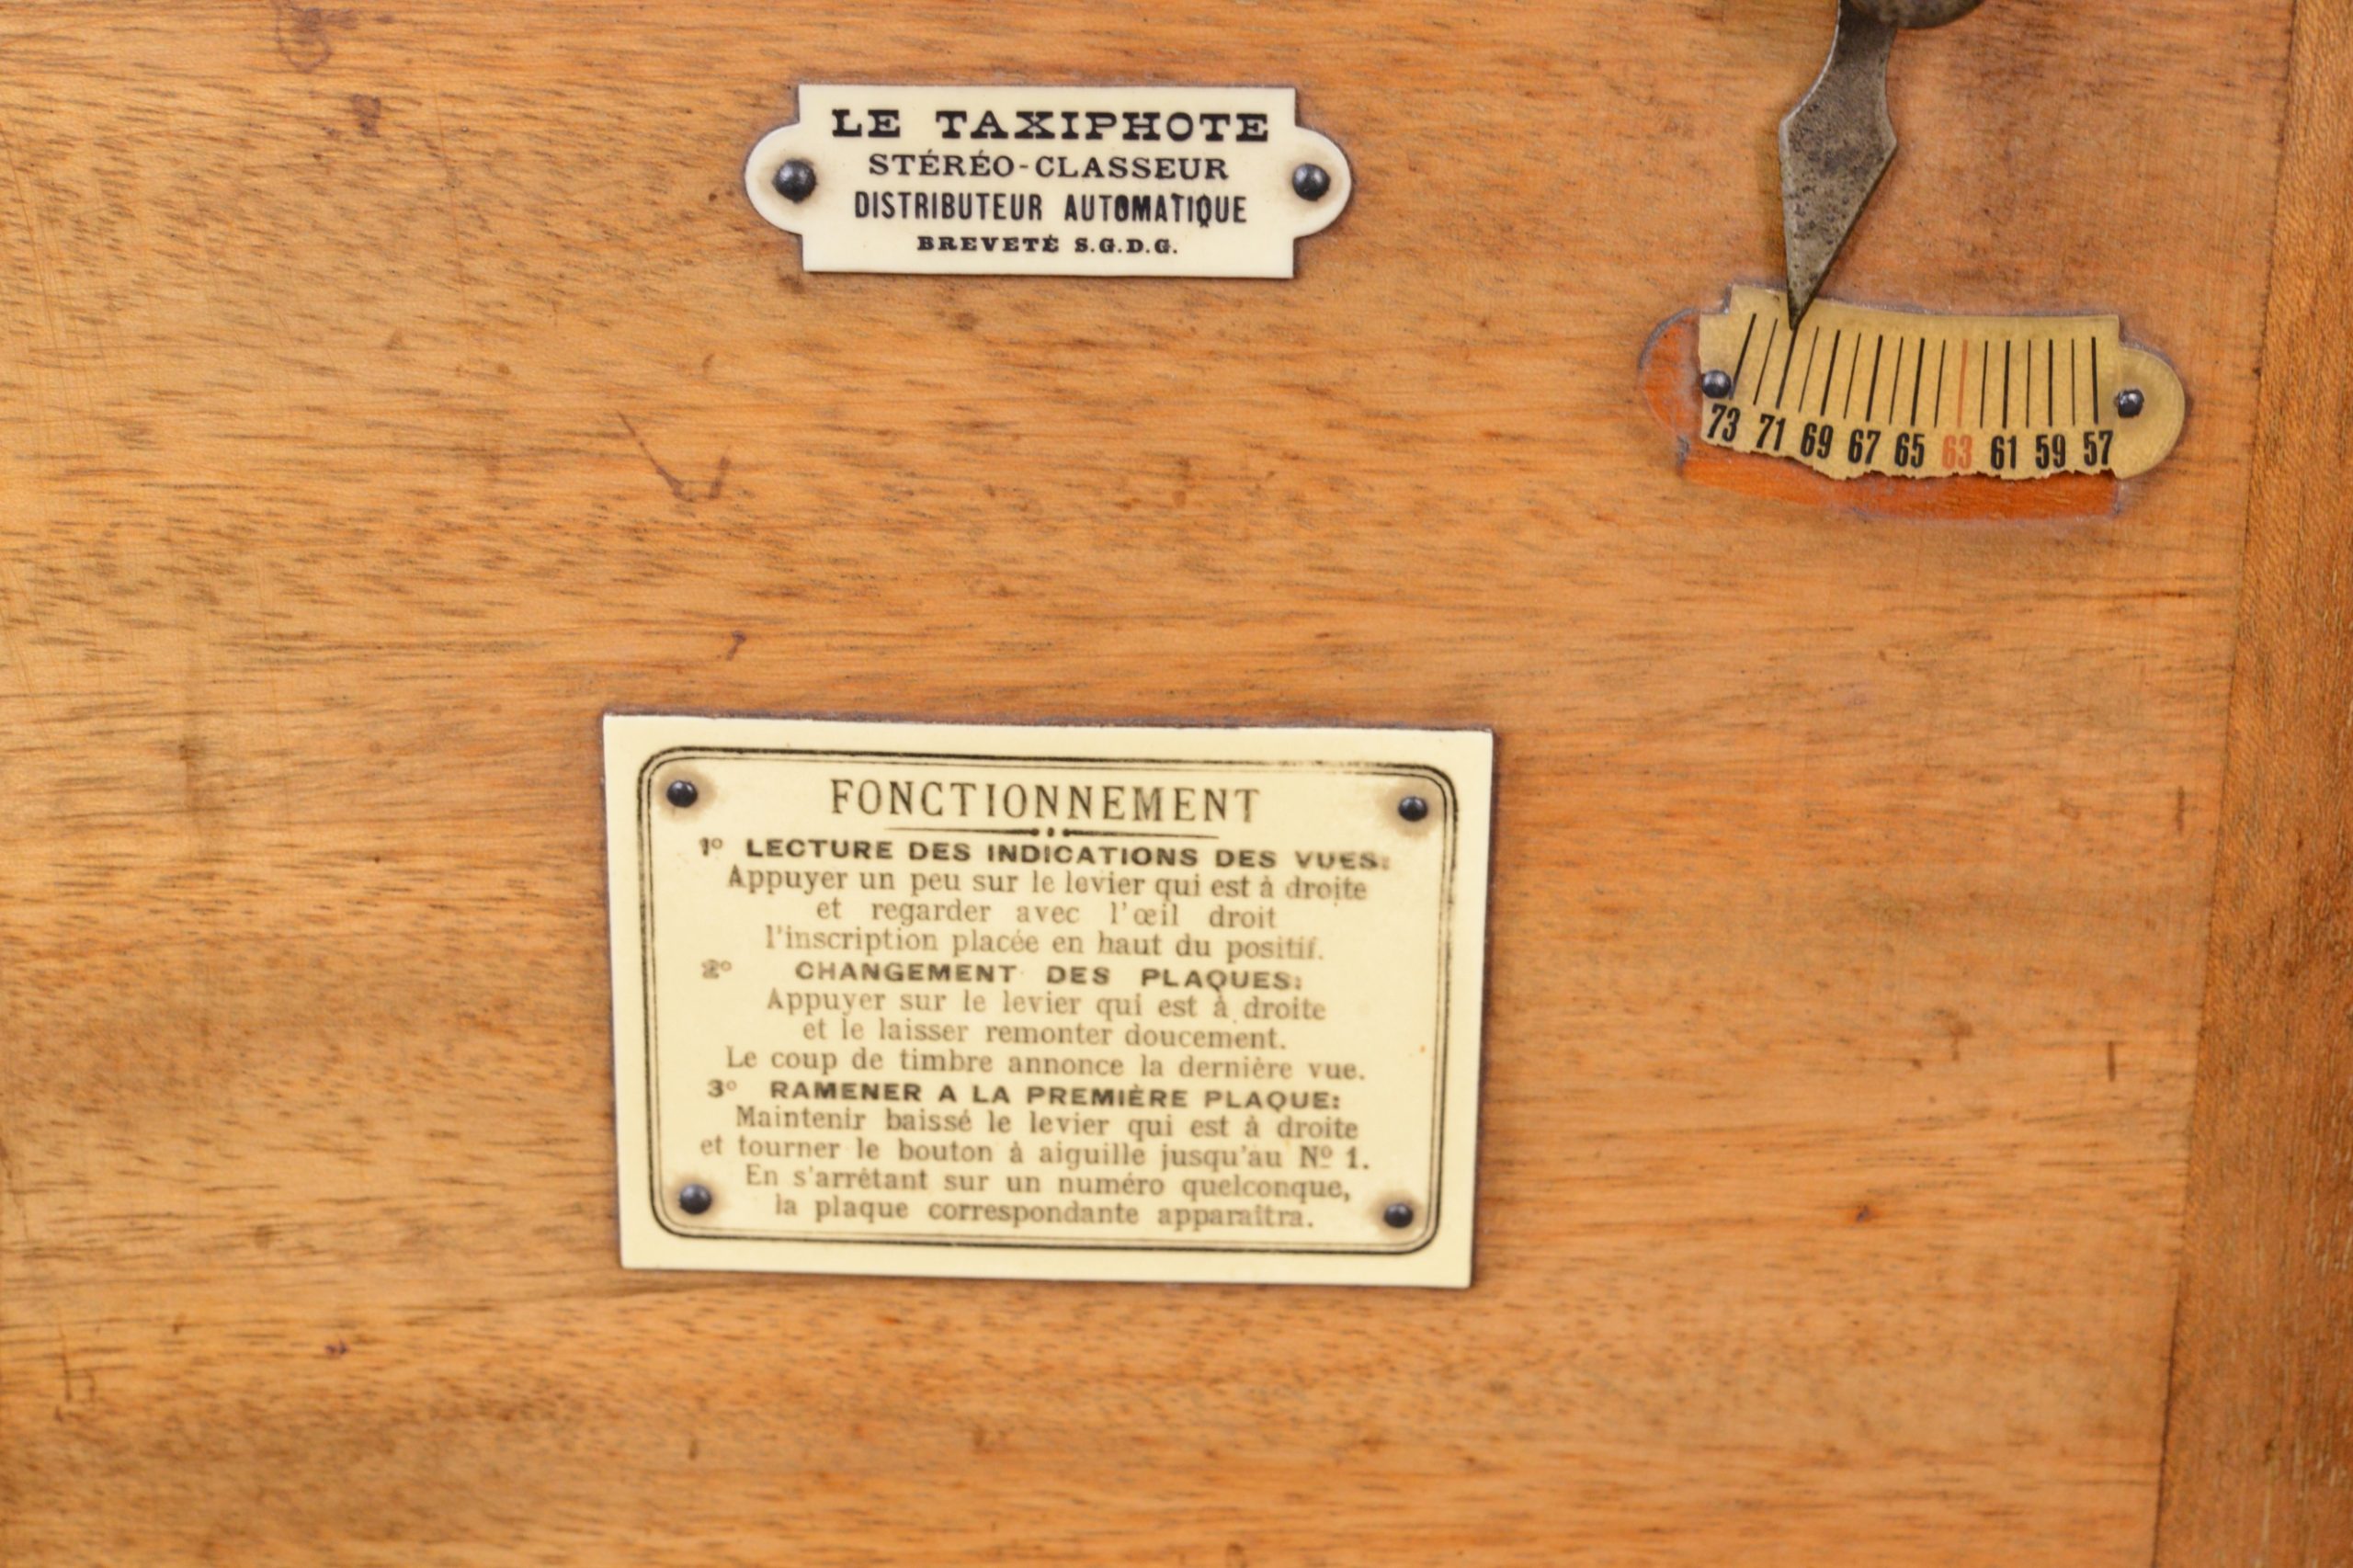 LE TAXIPHOTE
STÉRÉO-CLASSEUR
DISTRIBUTEUR AUTOMATIQUE
BREVETÉ S.G.D.G.
73 71 69 67 65 63 61 59 57
FONCTIONNEMENT
1º LECTURE DES INDICATIONS DES VUES:
Appuyer un peu sur le levier qui est à droite
et regarder avec l'œil droit
l'inscription placée en haut du positif.
2º CHANGEMENT DES PLAQUES:
Appuyer sur le levier qui est à droite
et le laisser remonter doucement.
Le coup de timbre annonce la dernière vue.
3º RAMENER A LA PREMIÈRE PLAQUE:
Maintenir baissé le levier qui est à droite
et tourner le bouton à aiguille jusqu'au Nº 1.
En s'arrêtant sur un numéro quelconque,
la plaque correspondante apparaîtra.